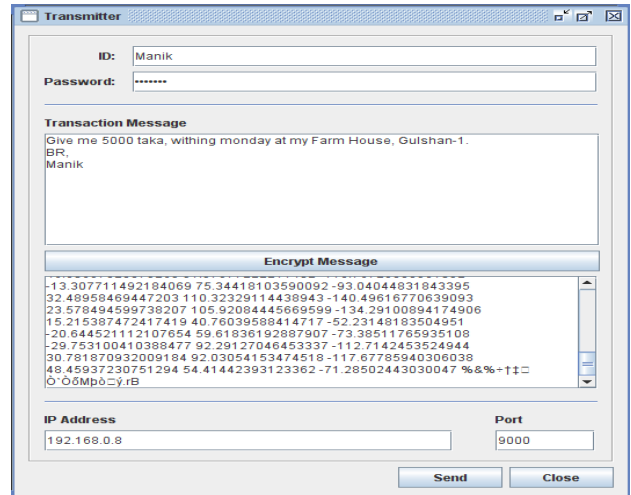 Transmitter
ID: Manik
Password: •••••••
Transaction Message
Give me 5000 taka, withing monday at my Farm House, Gulshan-1.
BR,
Manik
Encrypt Message
-13.307711492184069 75.34418103590092 -93.04044831843395
32.48958469447203 110.32329114438943 -140.49616770639093
23.578494599738207 105.92084445669599 -134.29100894174906
15.215387472417419 40.76039588414717 -52.23148183504951
-20.644521112107654 59.61836192887907 -73.38511765935108
-29.753100410388477 92.29127046453337 -112.7142453524944
30.781870932009184 92.03054153474518 -117.67785940306038
48.45937230751294 54.41442393123362 -71.28502443030047 %&%÷†‡□
IP Address Port
192.168.0.8 9000
Send Close